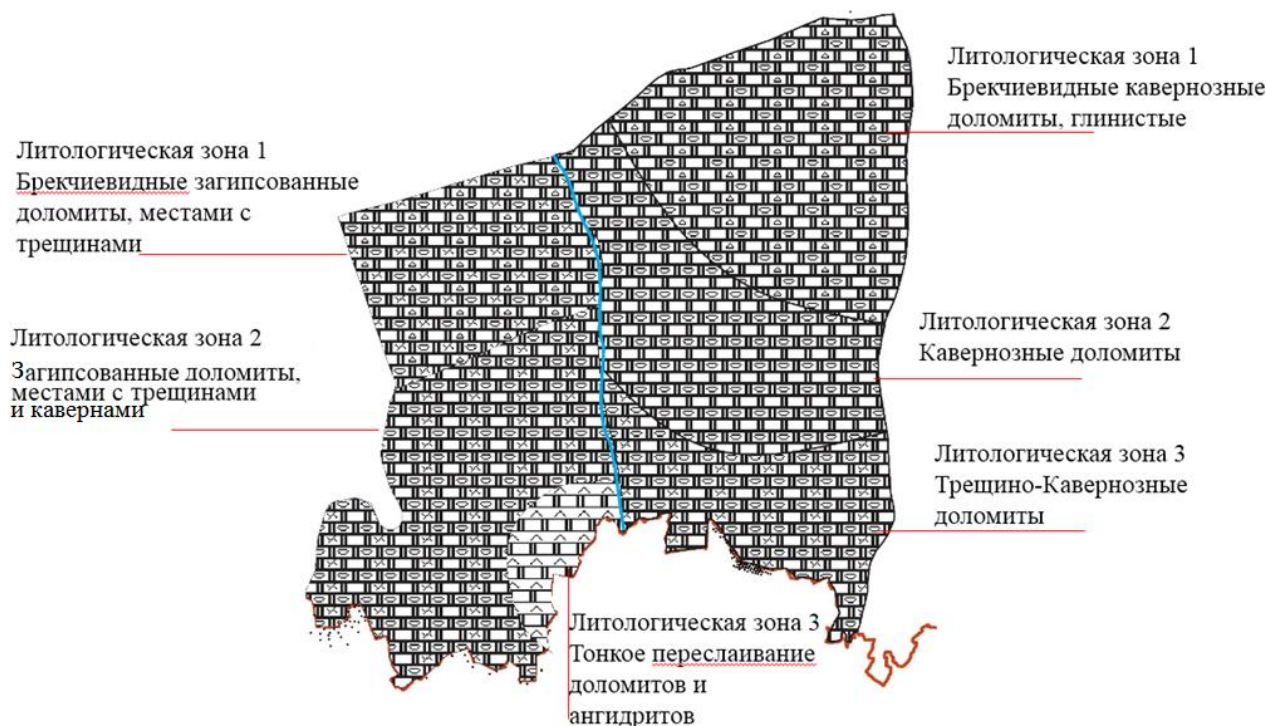 Литологическая зона 1
Брекчиевидные кавернозные
доломиты, глинистые
Литологическая зона 1
Брекчиевидные загипсованные
доломиты, местами с
трещинами
Литологическая зона 2
Загипсованные доломиты,
местами с трещинами
и кавернами
Литологическая зона 2
Кавернозные доломиты
Литологическая зона 3
Трещино-Кавернозные
доломиты
Литологическая зона 3
Тонкое переслаивание
доломитов и
ангидритов